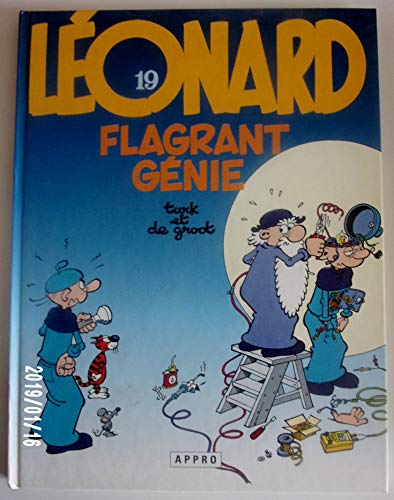 LÉONARD
19
FLAGRANT
GÉNIE
turk et
de groot
APPRO
2019/01/16